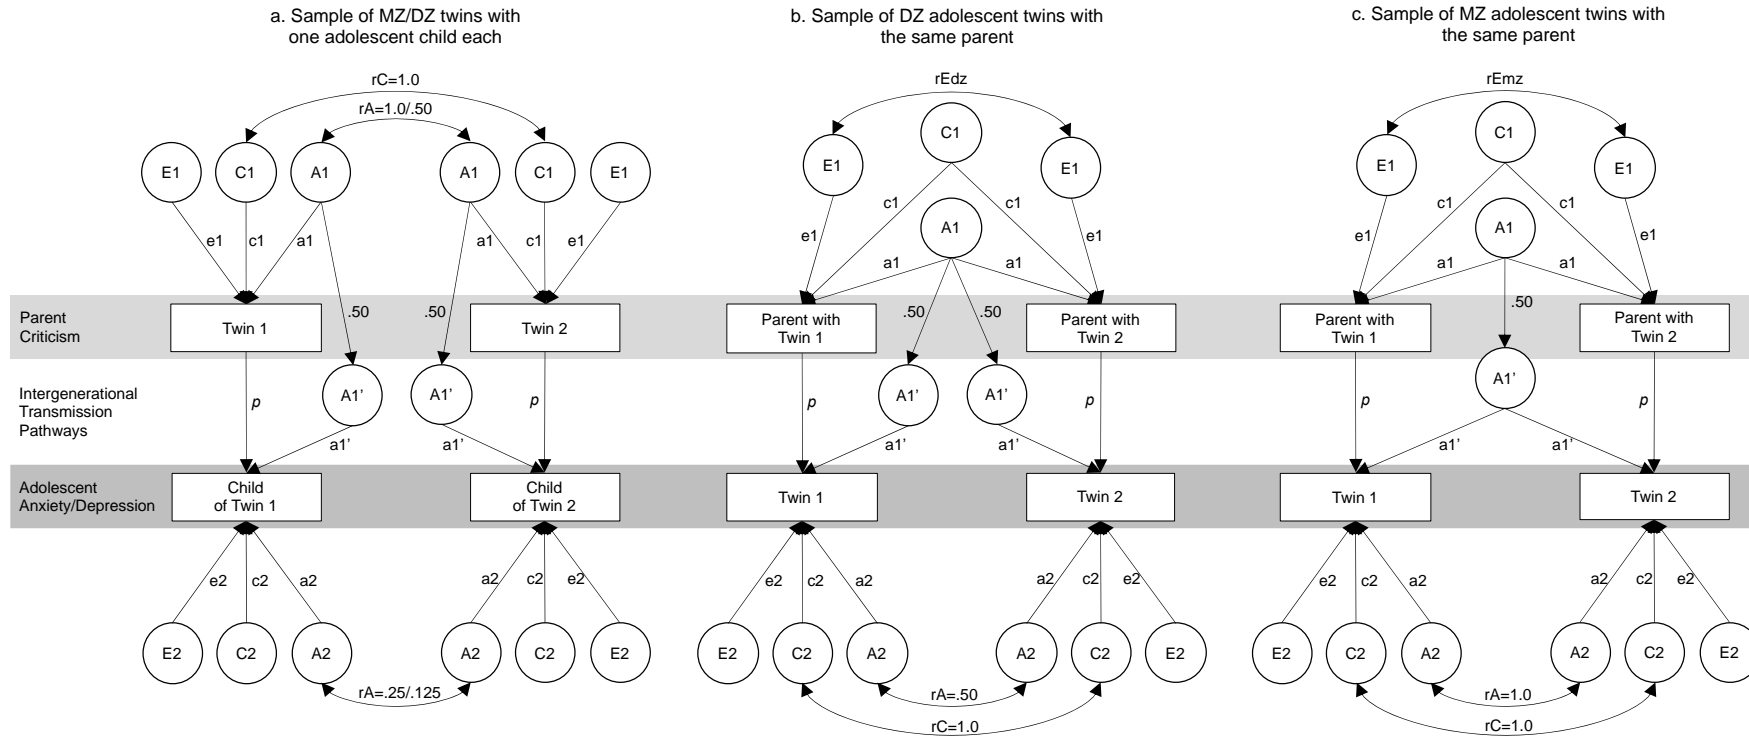 a. Sample of MZ/DZ twins with
one adolescent child each
b. Sample of DZ adolescent twins with
the same parent
c. Sample of MZ adolescent twins with
the same parent
rC=1.0
rA=1.0/.50
rEdz
rEmz
E1 C1 A1 A1 C1 E1
E1 C1 E1
E1 C1 E1
A1
A1
e1 c1 a1 a1 c1 e1
c1 c1
e1 a1 a1 e1
c1 c1
e1 a1 a1 e1
Parent
Criticism
Twin 1
.50 .50
Twin 2
Parent with
Twin 1
.50 .50
Parent with
Twin 2
Parent with
Twin 1
.50
Parent with
Twin 2
Intergenerational
Transmission
Pathways
p A1’ A1’ p
a1’ a1’
p A1’ A1’ p
a1’ a1’
p A1’ p
a1’ a1’
Adolescent
Anxiety/Depression
Child
of Twin 1
Child
of Twin 2
Twin 1
Twin 2
Twin 1
Twin 2
e2 c2 a2 a2 c2 e2
e2 c2 a2 a2 c2 e2
e2 c2 a2 a2 c2 e2
E2 C2 A2 A2 C2 E2
E2 C2 A2 A2 C2 E2
E2 C2 A2 A2 C2 E2
rA=.25/.125
rA=.50
rC=1.0
rA=1.0
rC=1.0